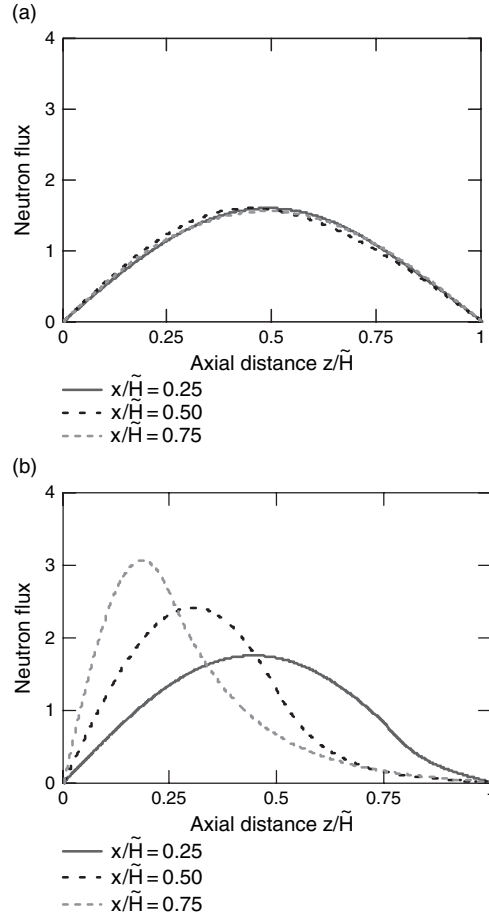 (a)
4
3
2
1
0
Neutron flux
0 0.25 0.5 0.75 1
Axial distance z/H̃
x/H̃ = 0.25
x/H̃ = 0.50
x/H̃ = 0.75
(b)
4
3
2
1
0
Neutron flux
0 0.25 0.5 0.75 1
Axial distance z/H̃
x/H̃ = 0.25
x/H̃ = 0.50
x/H̃ = 0.75